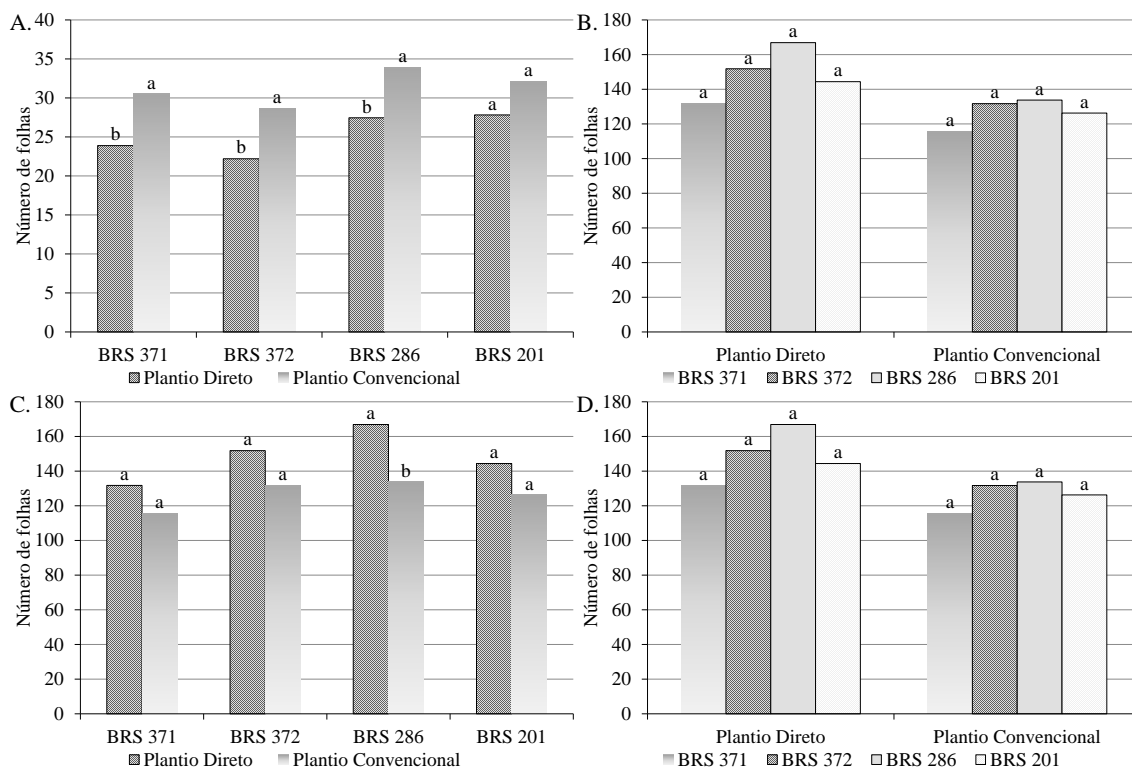 A.
Número de folhas
40
35
30
25
20
15
10
5
0
b a b a b a a a
BRS 371 BRS 372 BRS 286 BRS 201
Plantio Direto Plantio Convencional
B.
Número de folhas
180
160
140
120
100
80
60
40
20
0
a a a a a a a a
Plantio Direto Plantio Convencional
BRS 371 BRS 372 BRS 286 BRS 201
C.
Número de folhas
180
160
140
120
100
80
60
40
20
0
a a a a a b a a
BRS 371 BRS 372 BRS 286 BRS 201
Plantio Direto Plantio Convencional
D.
Número de folhas
180
160
140
120
100
80
60
40
20
0
a a a a a a a a
Plantio Direto Plantio Convencional
BRS 371 BRS 372 BRS 286 BRS 201